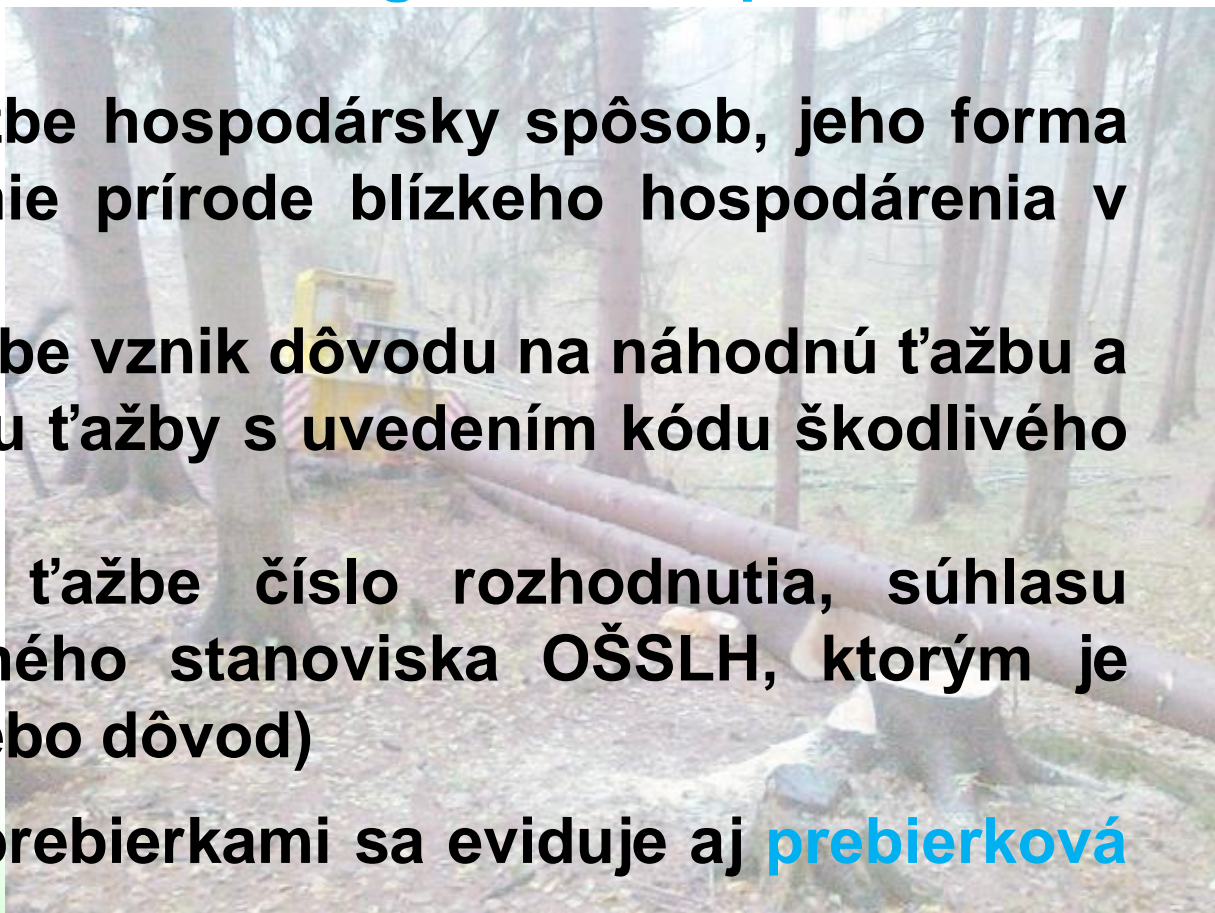 žbe hospodársky spôsob, jeho forma
nie prírode blízkeho hospodárenia v
be vznik dôvodu na náhodnú ťažbu a
u ťažby s uvedením kódu škodlivého
ťažbe číslo rozhodnutia, súhlasu
ného stanoviska OŠSLH, ktorým je
ebo dôvod)
prebierkami sa eviduje aj prebierková